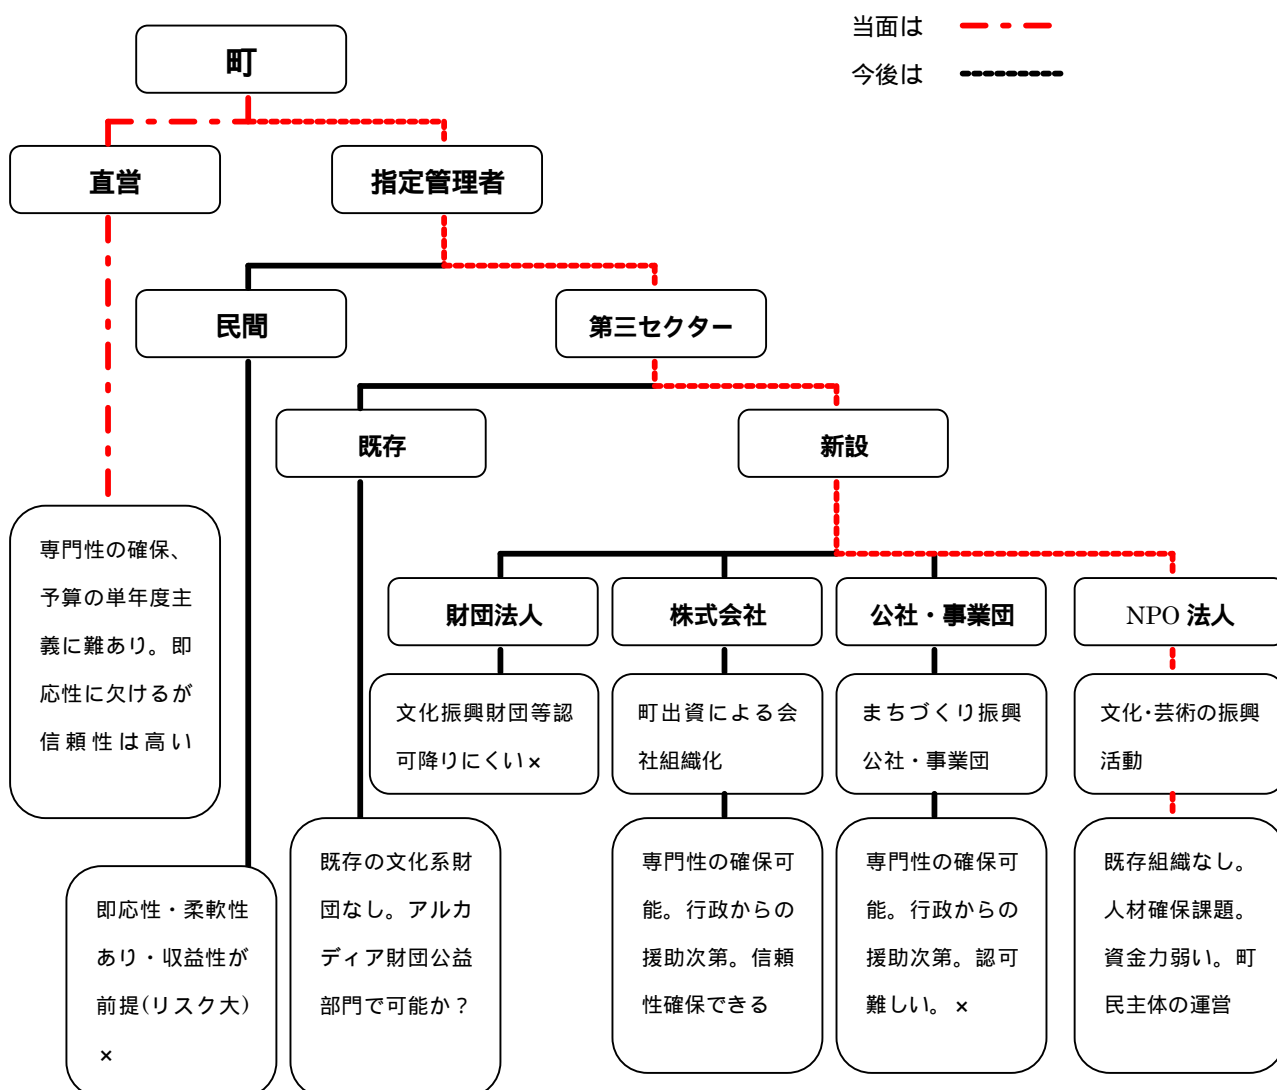 当面は
今後は
町
直営
指定管理者
民間
第三セクター
既存
新設
専門性の確保、
予算の単年度主
義に難あり。即
応性に欠けるが
信頼性は高い
財団法人
株式会社
公社・事業団
NPO 法人
文化振興財団等認
可降りにくい×
町出資による会
社組織化
まちづくり振興
公社・事業団
文化・芸術の振興
活動
即応性・柔軟性
あり・収益性が
前提(リスク大)
×
既存の文化系財
団なし。アルカ
ディア財団公益
部門で可能か？
専門性の確保可
能。行政からの
援助次第。信頼
性確保できる
専門性の確保可
能。行政からの
援助次第。認可
難しい。×
既存組織なし。
人材確保課題。
資金力弱い。町
民主体の運営